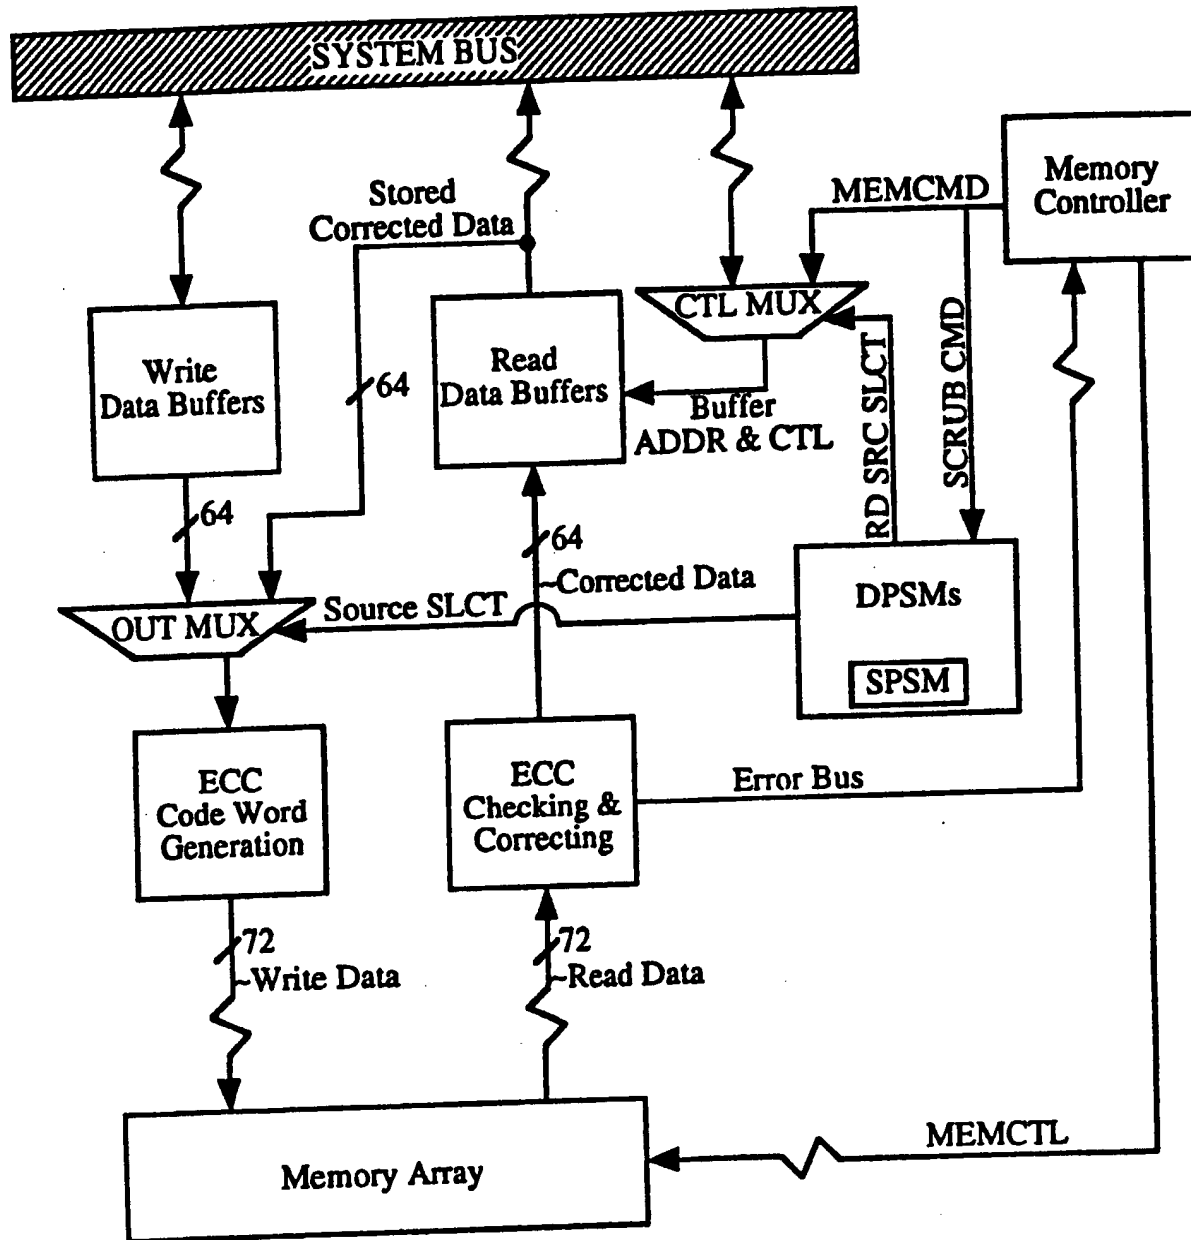 SYSTEM BUS
Memory
Controller
MEMCMD
Stored
Corrected Data
CTL MUX
SCRUB CMD
RD SRC SLCT
Write
Data Buffers
64
Read
Data Buffers
Buffer
ADDR & CTL
64
64
~Corrected Data
DPSMs
SPSM
Source SLCT
OUT MUX
ECC
Code Word
Generation
ECC
Checking &
Correcting
Error Bus
72
~Write Data
72
~Read Data
MEMCTL
Memory Array